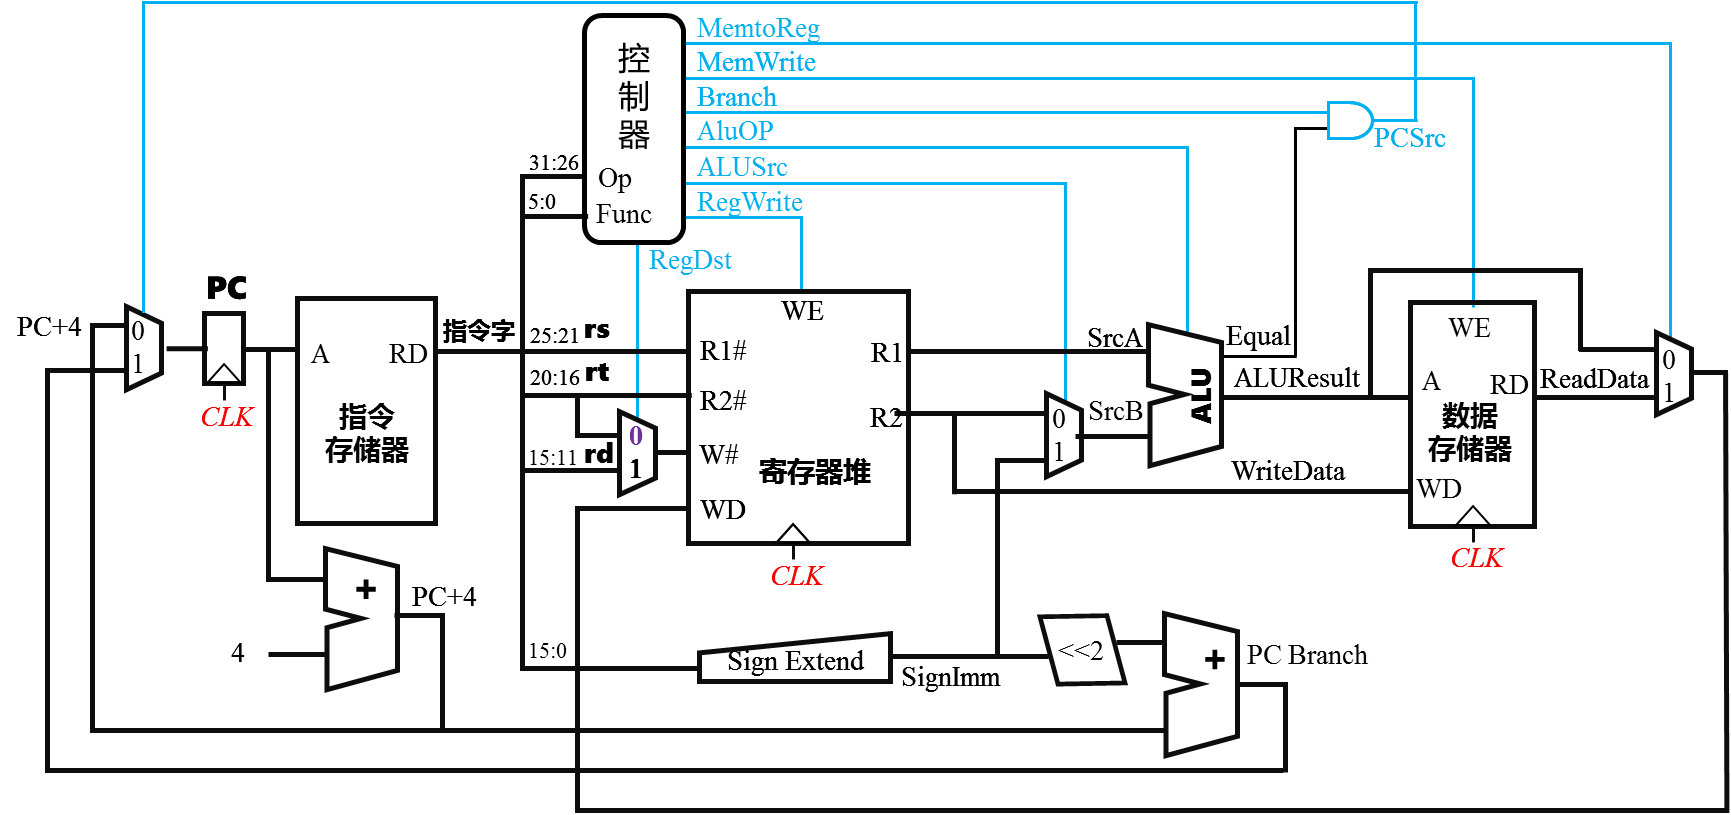 MemtoReg
MemWrite
Branch
AluOP
ALUSrc
RegWrite
控
制
器
31:26
Op
5:0
Func
PCSrc
RegDst
PC
PC+4
0
1
CLK
A
RD
指令
存储器
指令字
25:21 rs
20:16 rt
15:11 rd
0
1
WE
R1#
R2#
W#
WD
R1
R2
寄存器堆
CLK
0
1
SrcA
SrcB
ALU
Equal
ALUResult
WriteData
WE
A
RD
数据
存储器
WD
CLK
ReadData
0
1
+
PC+4
4
15:0
Sign Extend
SignImm
<<2
+
PC Branch